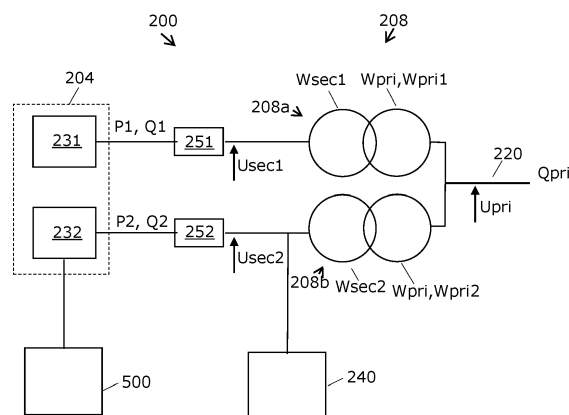 200
208
204
Wsec1
Wpri,Wpri1
208a
P1, Q1
231
251
220
Usec1
Qpri
Upri
P2, Q2
232
252
Usec2
208b
Wsec2
Wpri,Wpri2
500
240